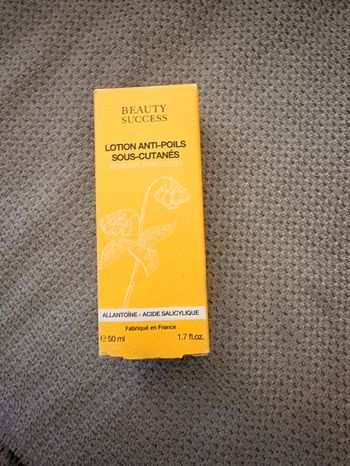 BEAUTY
SUCCESS
LOTION ANTI-POILS
SOUS-CUTANÉS
ALLANTOÏNE - ACIDE SALICYLIQUE
Fabriqué en France
℮ 50 ml 1.7 fl.oz.